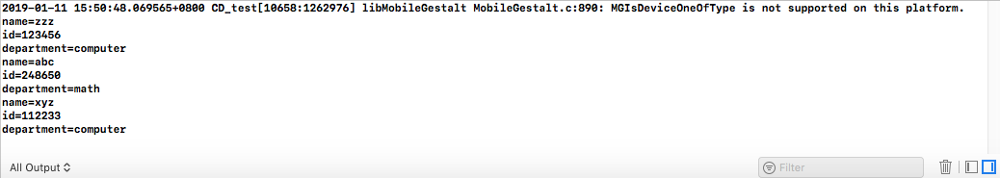 2019-01-11 15:50:48.069565+0800 CD_test[10658:1262976] libMobileGestalt MobileGestalt.c:890: MGIsDeviceOneOfType is not supported on this platform.
name=zzz
id=123456
department=computer
name=abc
id=248650
department=math
name=xyz
id=112233
department=computer
All Output
Filter